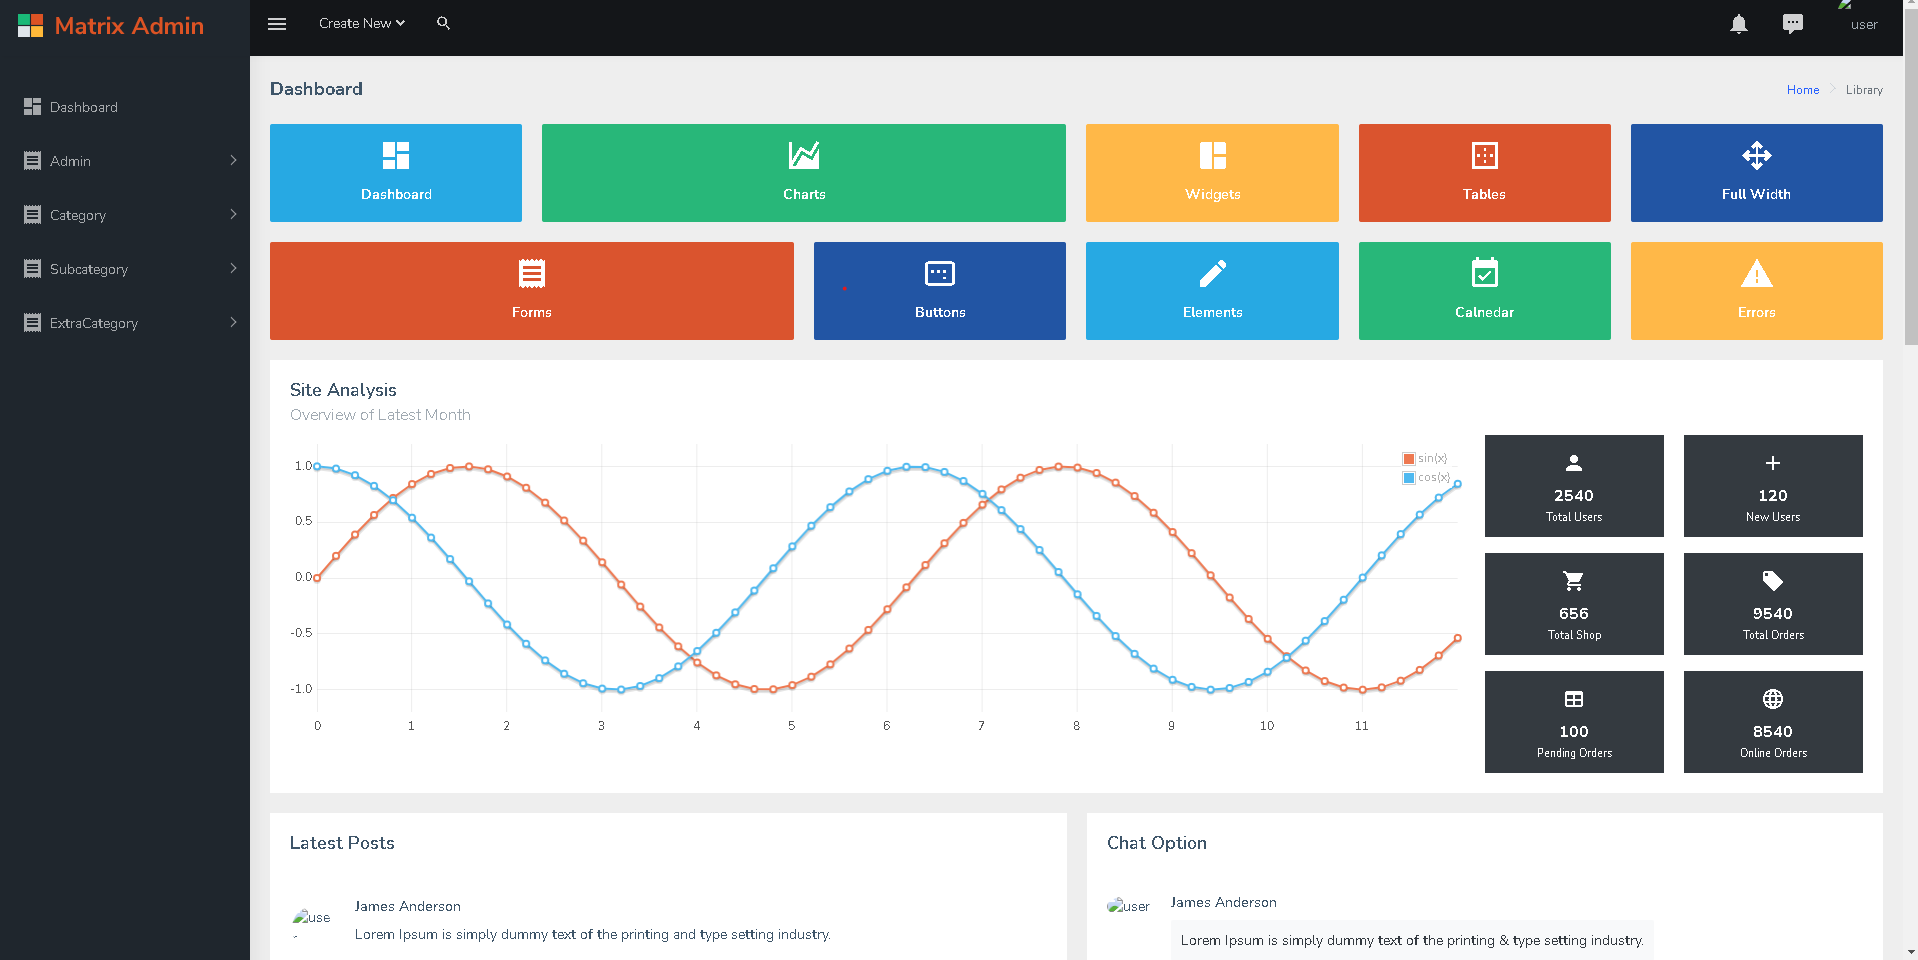 Matrix Admin
Create New
user
Dashboard
Admin
Category
Subcategory
ExtraCategory
Dashboard
Home
Library
Dashboard
Charts
Widgets
Tables
Full Width
Forms
Buttons
Elements
Calnedar
Errors
Site Analysis
Overview of Latest Month
1.0
0.5
0.0
-0.5
-1.0
0 1 2 3 4 5 6 7 8 9 10 11
sin(x)
cos(x)
2540
Total Users
120
New Users
656
Total Shop
9540
Total Orders
100
Pending Orders
8540
Online Orders
Latest Posts
use
James Anderson
Lorem Ipsum is simply dummy text of the printing and type setting industry.
Chat Option
user
James Anderson
Lorem Ipsum is simply dummy text of the printing & type setting industry.